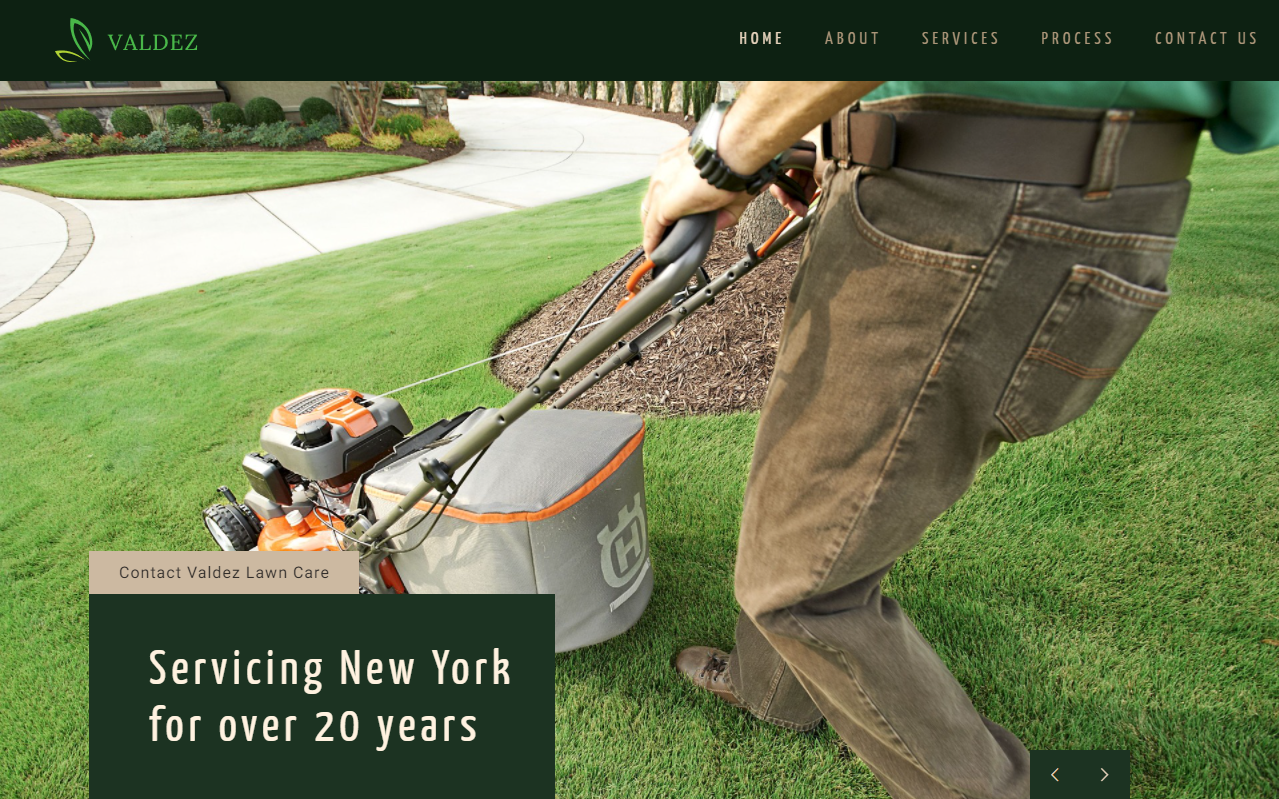 VALDEZ
HOME ABOUT SERVICES PROCESS CONTACT US
H
Contact Valdez Lawn Care
Servicing New York
for over 20 years